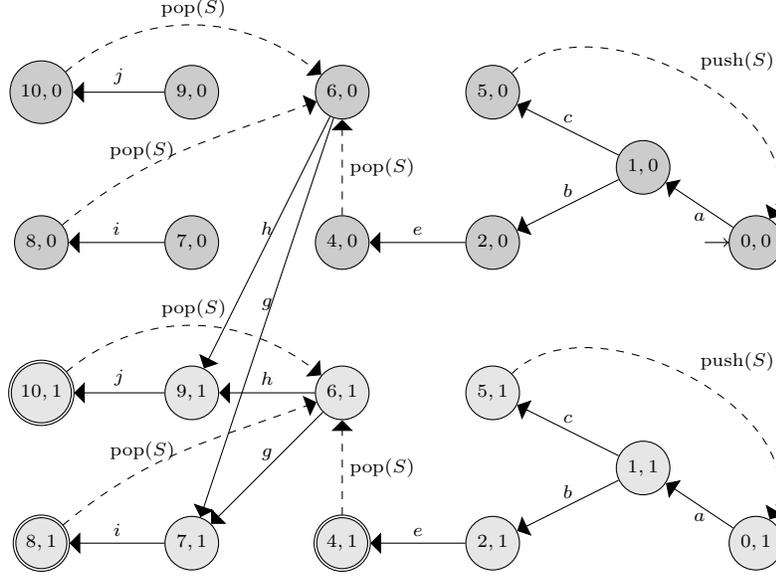 pop(S)
push(S)
10, 0
j
9, 0
6, 0
5, 0
c
1, 0
pop(S)
pop(S)
b
a
8, 0
i
7, 0
h
4, 0
e
2, 0
0, 0
g
pop(S)
push(S)
10, 1
j
9, 1
h
6, 1
5, 1
c
1, 1
pop(S)
g
pop(S)
b
a
8, 1
i
7, 1
4, 1
e
2, 1
0, 1